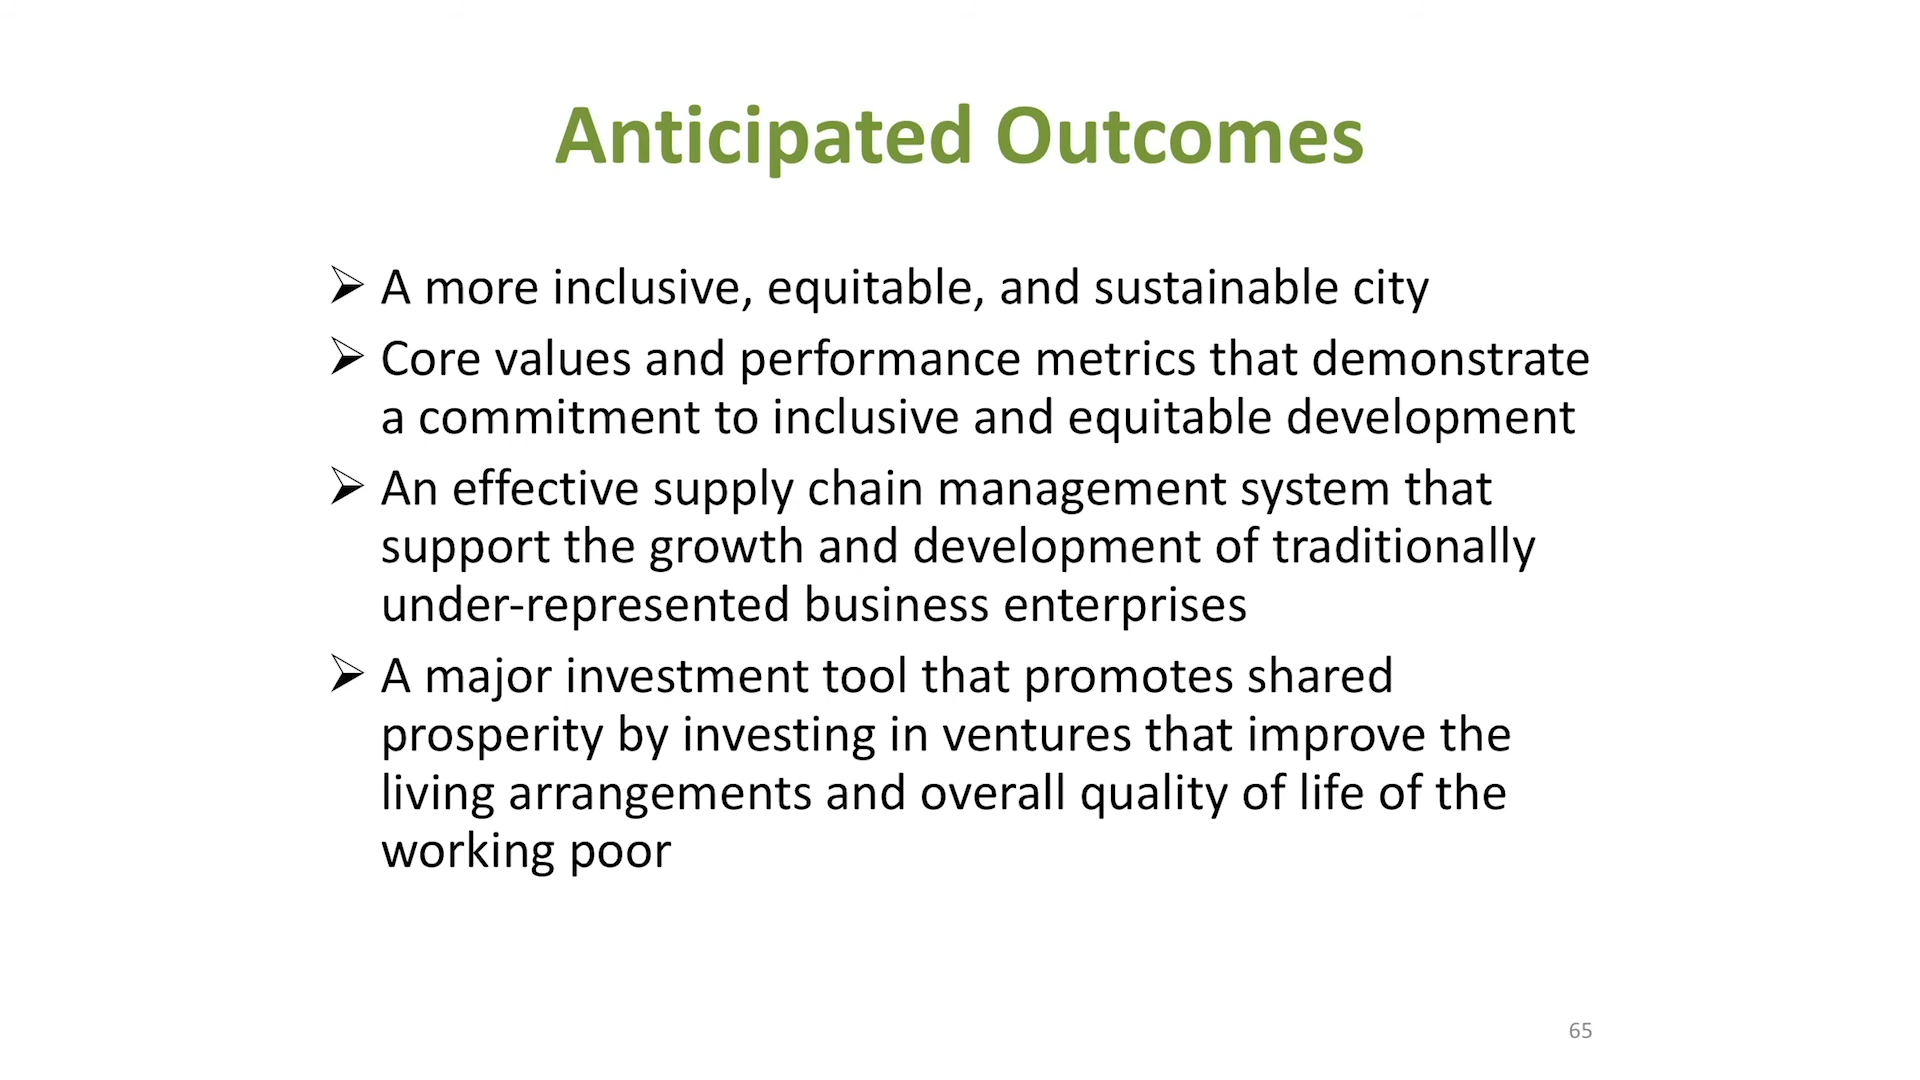 Anticipated Outcomes
➢ A more inclusive, equitable, and sustainable city
➢ Core values and performance metrics that demonstrate
a commitment to inclusive and equitable development
➢ An effective supply chain management system that
support the growth and development of traditionally
under-represented business enterprises
➢ A major investment tool that promotes shared
prosperity by investing in ventures that improve the
living arrangements and overall quality of life of the
working poor
65